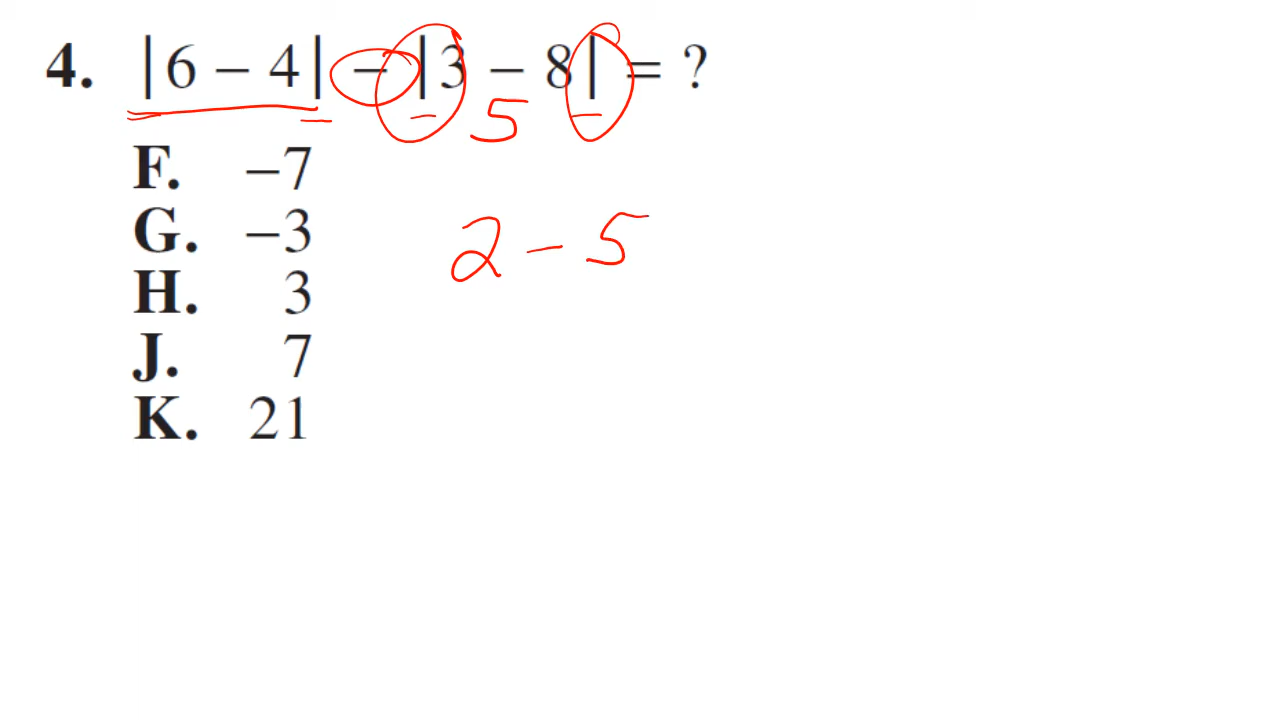 4. |6 − 4| − |3 − 8| = ?
5
F. −7
G. −3
2 − 5
H. 3
J. 7
K. 21